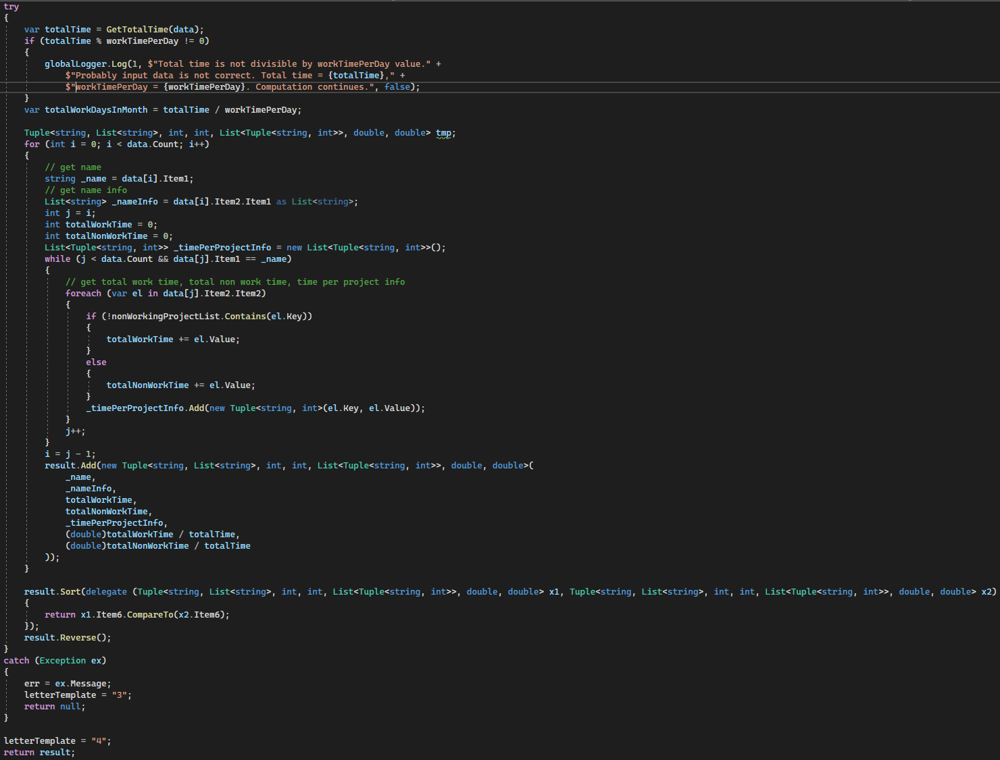 try
{
    var totalTime = GetTotalTime(data);
    if (totalTime % workTimePerDay != 0)
    {
        globalLogger.Log(1, $"Total time is not divisible by workTimePerDay value." +
            $"Probably input data is not correct. Total time = {totalTime}," +
            $"workTimePerDay = {workTimePerDay}. Computation continues.", false);
    }
    var totalWorkDaysInMonth = totalTime / workTimePerDay;

    Tuple<string, List<string>, int, int, List<Tuple<string, int>>, double, double> tmp;
    for (int i = 0; i < data.Count; i++)
    {
        // get name
        string _name = data[i].Item1;
        // get name info
        List<string> _nameInfo = data[i].Item2.Item1 as List<string>;
        int j = i;
        int totalWorkTime = 0;
        int totalNonWorkTime = 0;
        List<Tuple<string, int>> _timePerProjectInfo = new List<Tuple<string, int>>();
        while (j < data.Count && data[j].Item1 == _name)
        {
            // get total work time, total non work time, time per project info
            foreach (var el in data[j].Item2.Item2)
            {
                if (!nonWorkingProjectList.Contains(el.Key))
                {
                    totalWorkTime += el.Value;
                }
                else
                {
                    totalNonWorkTime += el.Value;
                }
                _timePerProjectInfo.Add(new Tuple<string, int>(el.Key, el.Value));
            }
            j++;
        }
        i = j - 1;
        result.Add(new Tuple<string, List<string>, int, int, List<Tuple<string, int>>, double, double>(
            _name,
            _nameInfo,
            totalWorkTime,
            totalNonWorkTime,
            _timePerProjectInfo,
            (double)totalWorkTime / totalTime,
            (double)totalNonWorkTime / totalTime
        ));
    }

    result.Sort(delegate (Tuple<string, List<string>, int, int, List<Tuple<string, int>>, double, double> x1, Tuple<string, List<string>, int, int, List<Tuple<string, int>>, double, double> x2)
    {
        return x1.Item6.CompareTo(x2.Item6);
    });
    result.Reverse();
}
catch (Exception ex)
{
    err = ex.Message;
    letterTemplate = "3";
    return null;
}

letterTemplate = "4";
return result;